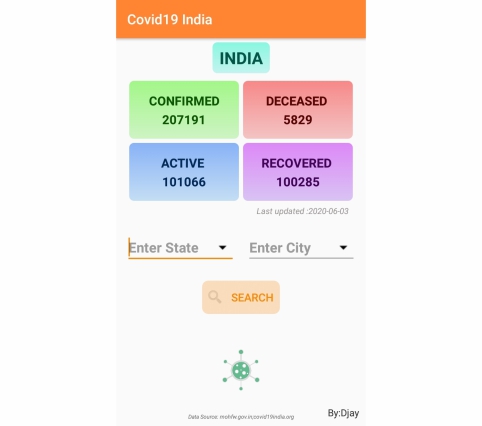 Covid19 India
INDIA
CONFIRMED
207191
DECEASED
5829
ACTIVE
101066
RECOVERED
100285
Last updated :2020-06-03
Enter State
Enter City
SEARCH
Data Source: mohfw.gov.in;covid19india.org
By:Djay